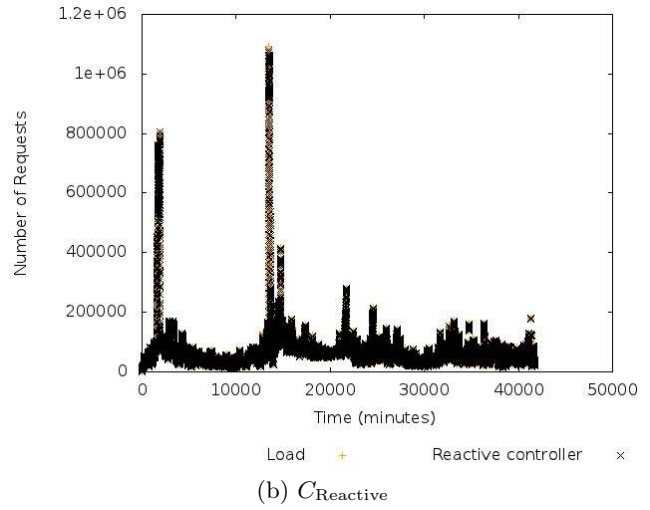 1.2e+06
1e+06
800000
600000
400000
200000
0
Number of Requests
0 10000 20000 30000 40000 50000
Time (minutes)
Load + Reactive controller ×
(b) C_Reactive